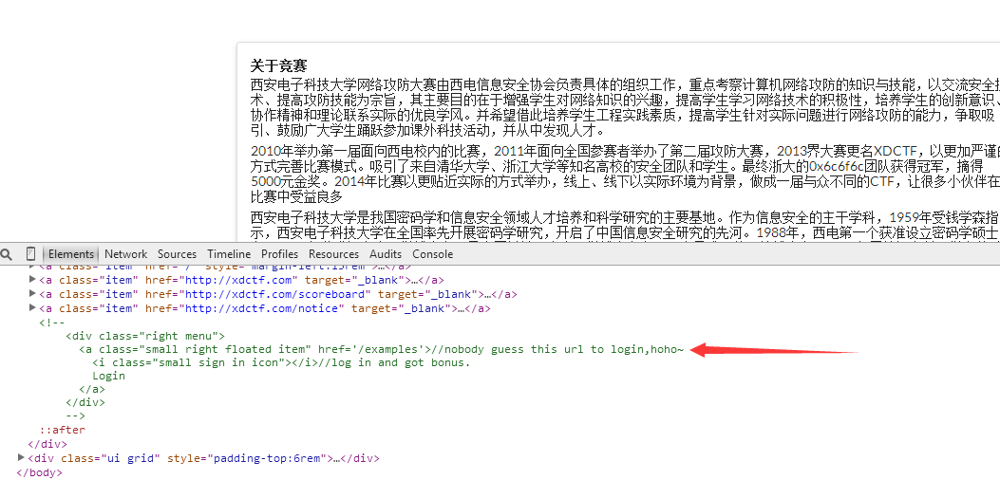 关于竞赛
西安电子科技大学网络攻防大赛由西电信息安全协会负责具体的组织工作，重点考察计算机网络攻防的知识与技能，以交流安全技
术、提高攻防技能为宗旨，其主要目的在于增强学生对网络知识的兴趣，提高学生学习网络技术的积极性，培养学生的创新意识、
协作精神和理论联系实际的优良学风。并希望借此培养学生工程实践素质，提高学生针对实际问题进行网络攻防的能力，争取吸
引、鼓励广大学生踊跃参加课外科技活动，并从中发现人才。
2010年举办第一届面向西电校内的比赛，2011年面向全国参赛者举办了第二届攻防大赛，2013界大赛更名XDCTF，以更加严谨的
方式完善比赛模式。吸引了来自清华大学、浙江大学等知名高校的安全团队和学生。最终浙大的0x6c6f6c团队获得冠军，摘得
5000元金奖。2014年比赛以更贴近实际的方式举办，线上、线下以实际环境为背景，做成一届与众不同的CTF，让很多小伙伴在
比赛中受益良多
西安电子科技大学是我国密码学和信息安全领域人才培养和科学研究的主要基地。作为信息安全的主干学科，1959年受钱学森指
示，西安电子科技大学在全国率先开展密码学研究，开启了中国信息安全研究的先河。1988年，西电第一个获准设立密码学硕士
Elements Network Sources Timeline Profiles Resources Audits Console
<a class="item" href="/" style="margin-left:15rem">…</a>
<a class="item" href="http://xdctf.com" target="_blank">…</a>
<a class="item" href="http://xdctf.com/scoreboard" target="_blank">…</a>
<a class="item" href="http://xdctf.com/notice" target="_blank">…</a>
<!--
<div class="right menu">
<a class="small right floated item" href='/examples'>//nobody guess this url to login,hoho~
<i class="small sign in icon"></i>//log in and got bonus.
Login
</a>
</div>
-->
::after
</div>
<div class="ui grid" style="padding-top:6rem">…</div>
</body>